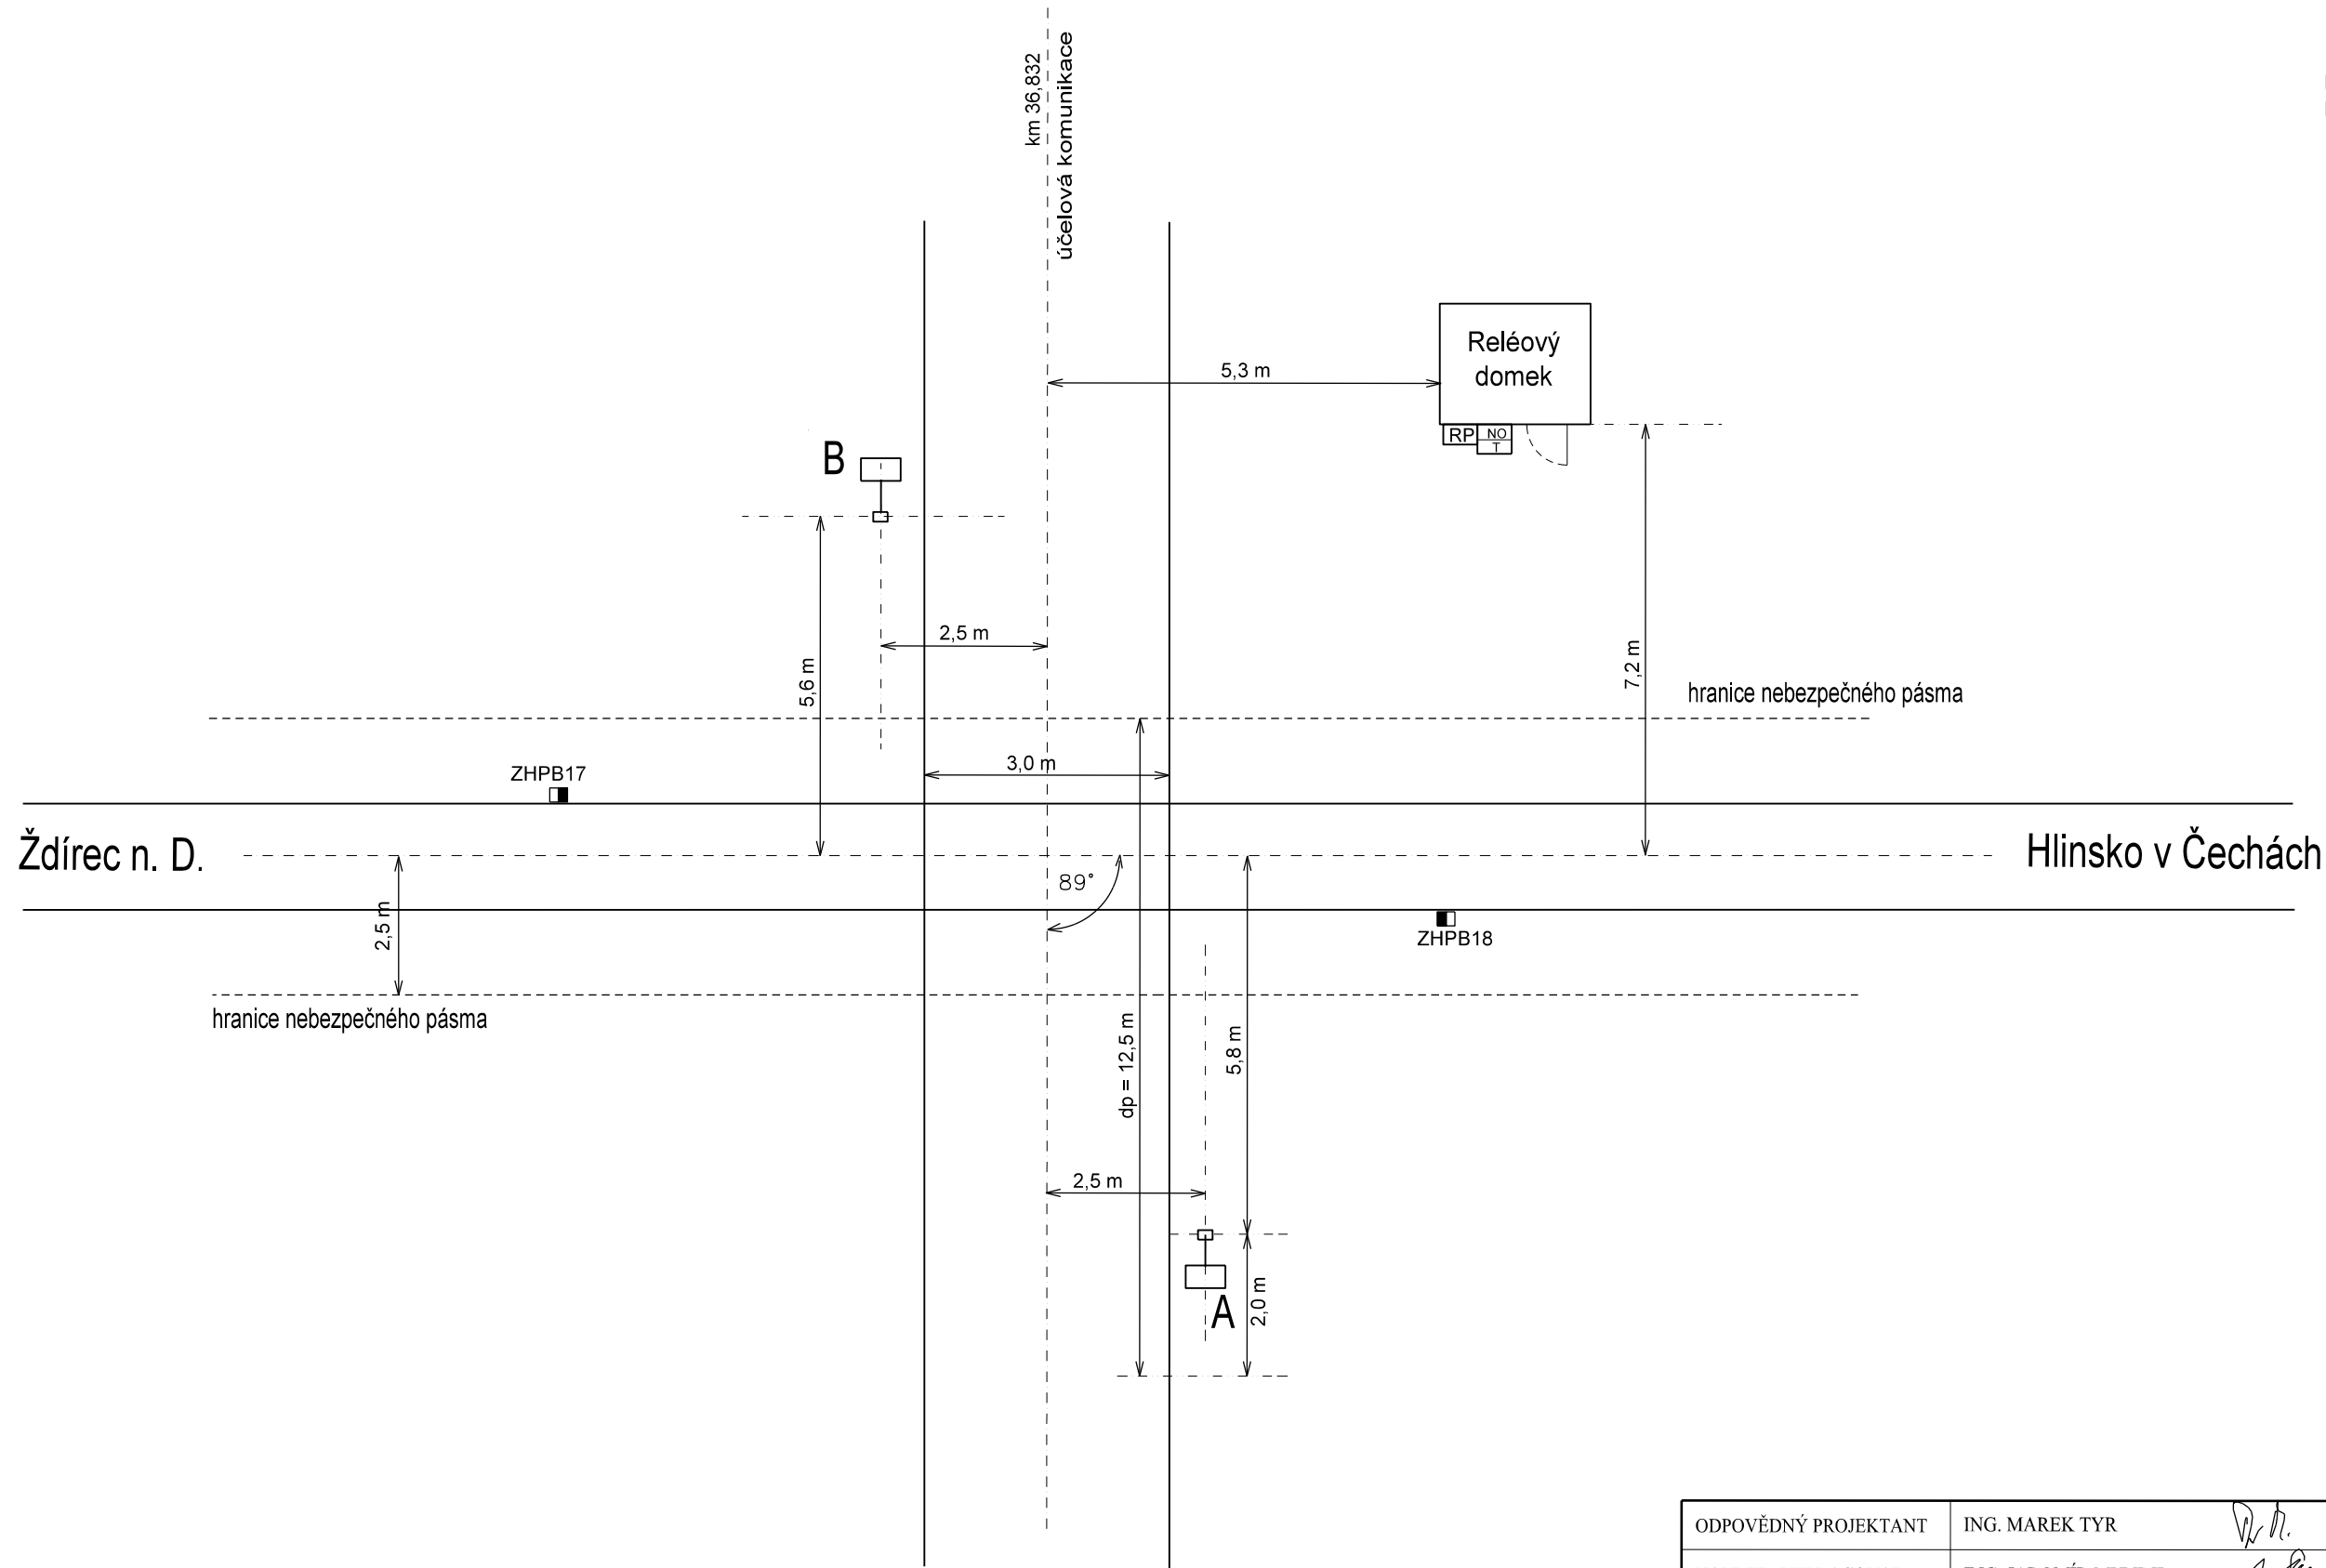 km 36,832
účelová komunikace
Reléový
domek
5,3 m
RP
NO
T
B
2,5 m
5,6 m
7,2 m
hranice nebezpečného pásma
3,0 m
ZHPB17
Ždírec n. D.
Hlinsko v Čechách
89°
2,5 m
ZHPB18
hranice nebezpečného pásma
dp = 12,5 m
5,8 m
2,5 m
A
2,0 m
ODPOVĚDNÝ PROJEKTANT ING. MAREK TYR